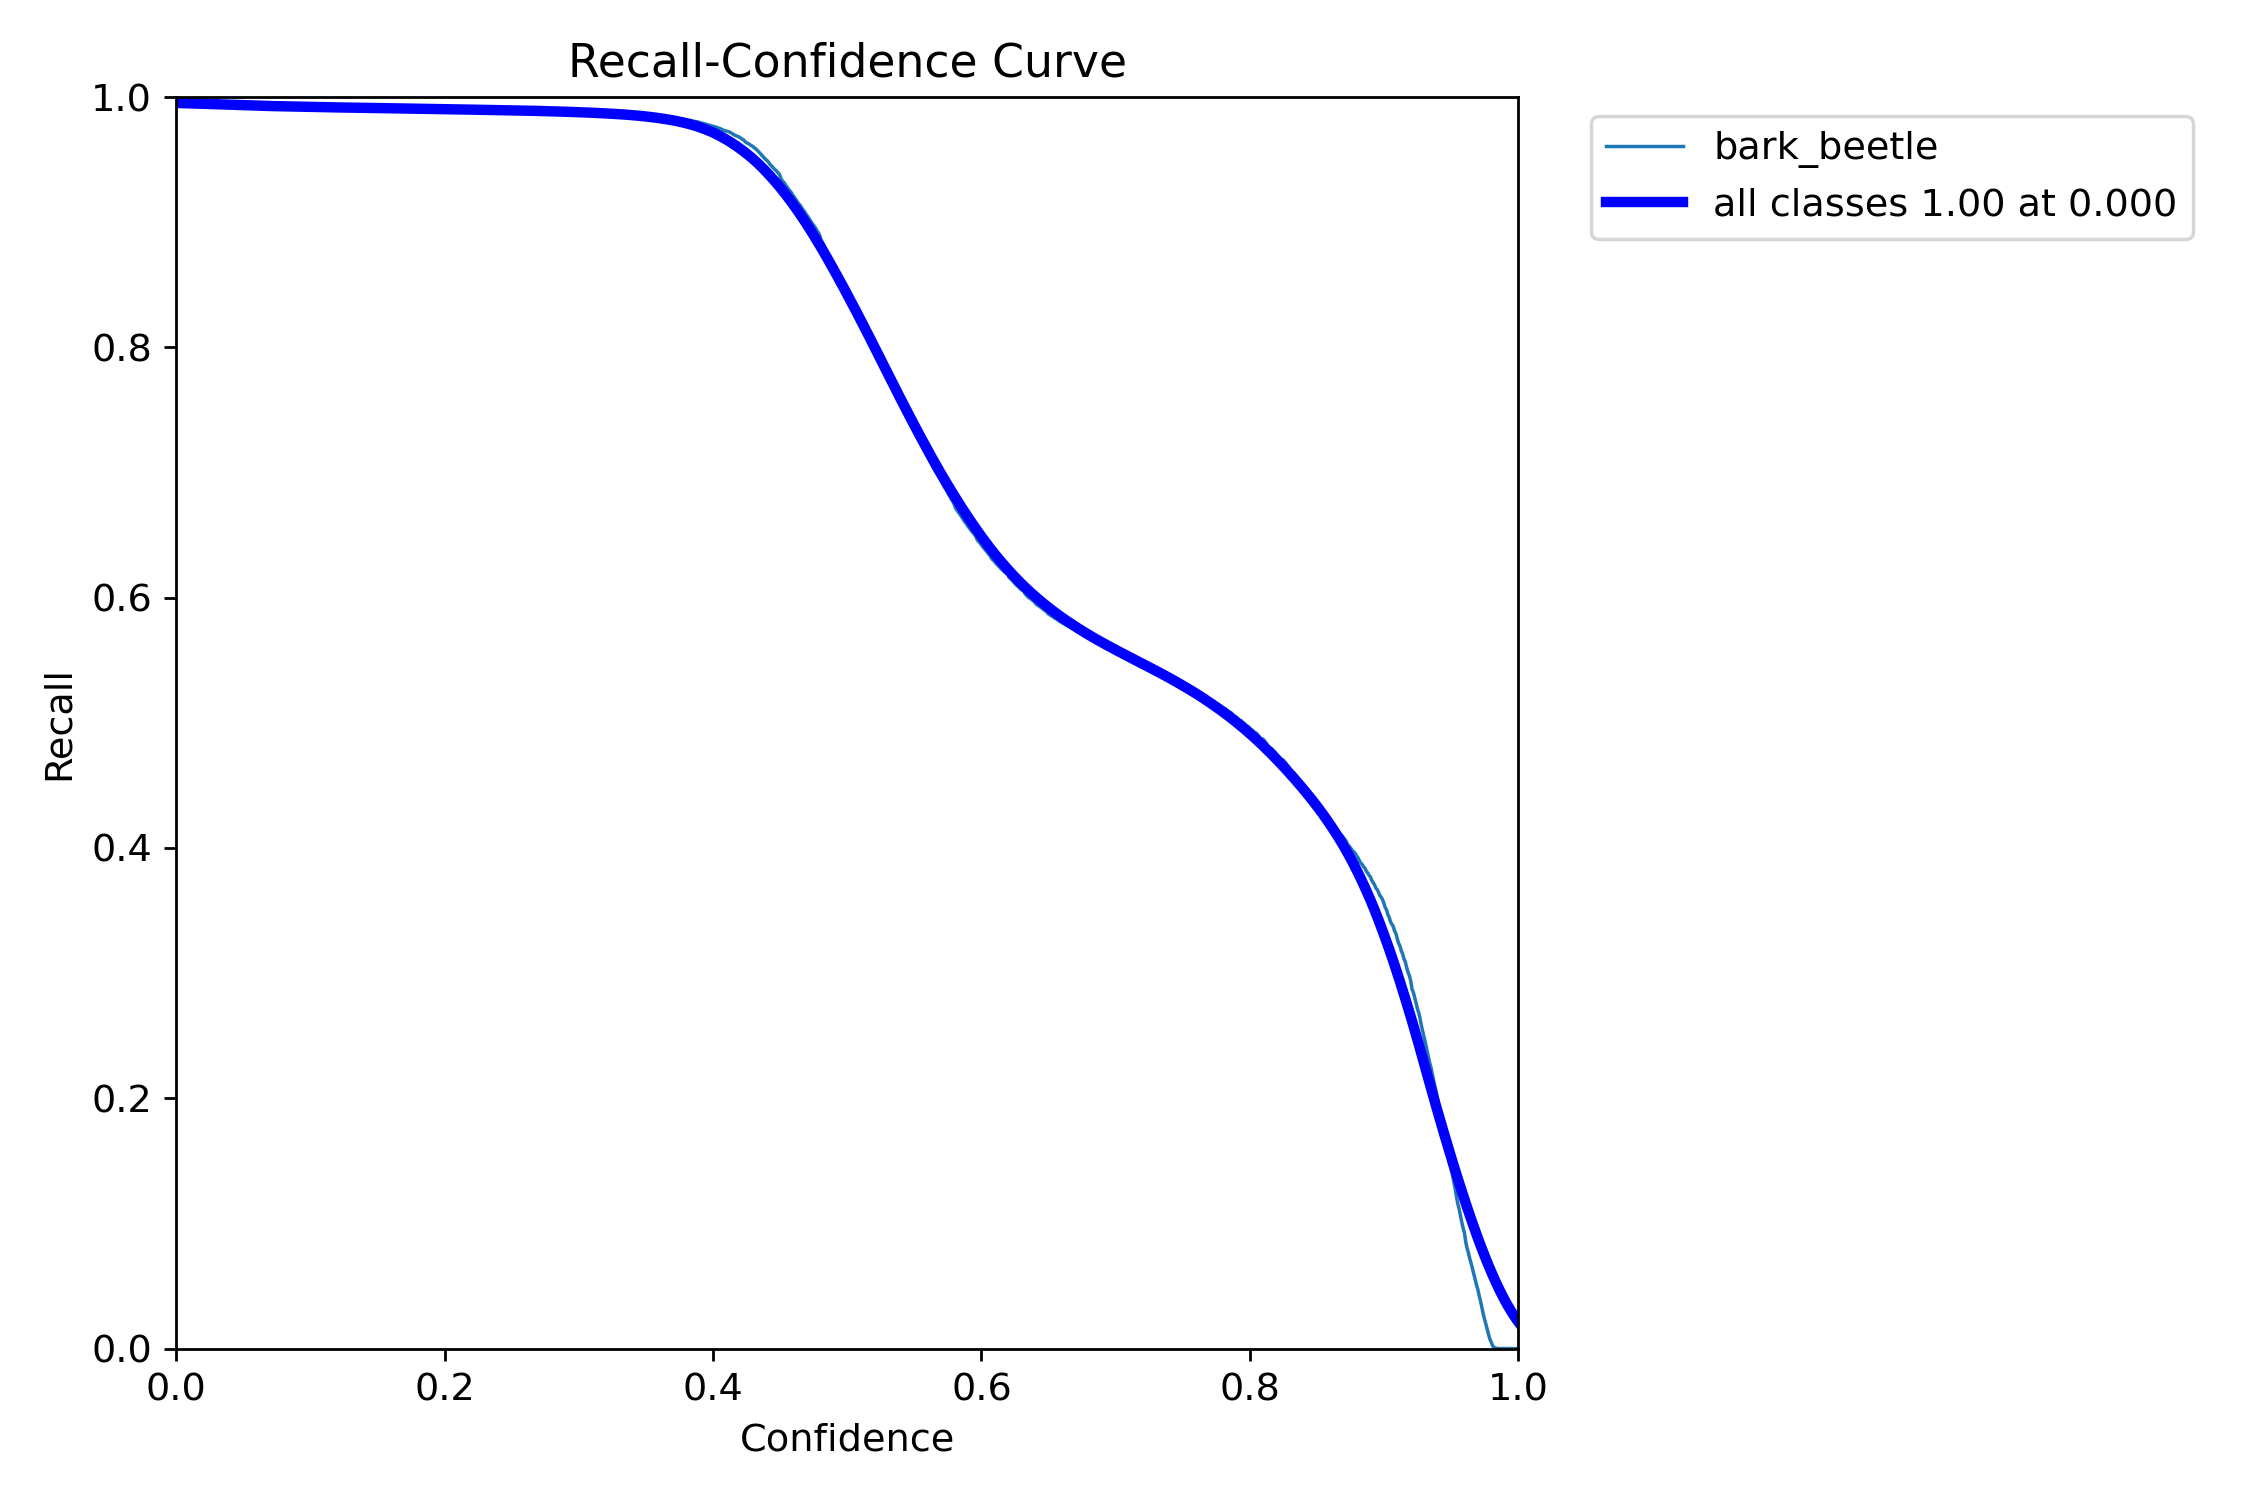 Recall-Confidence Curve
1.0
0.8
0.6
0.4
0.2
0.0
Recall
0.0 0.2 0.4 0.6 0.8 1.0
Confidence
bark_beetle
all classes 1.00 at 0.000